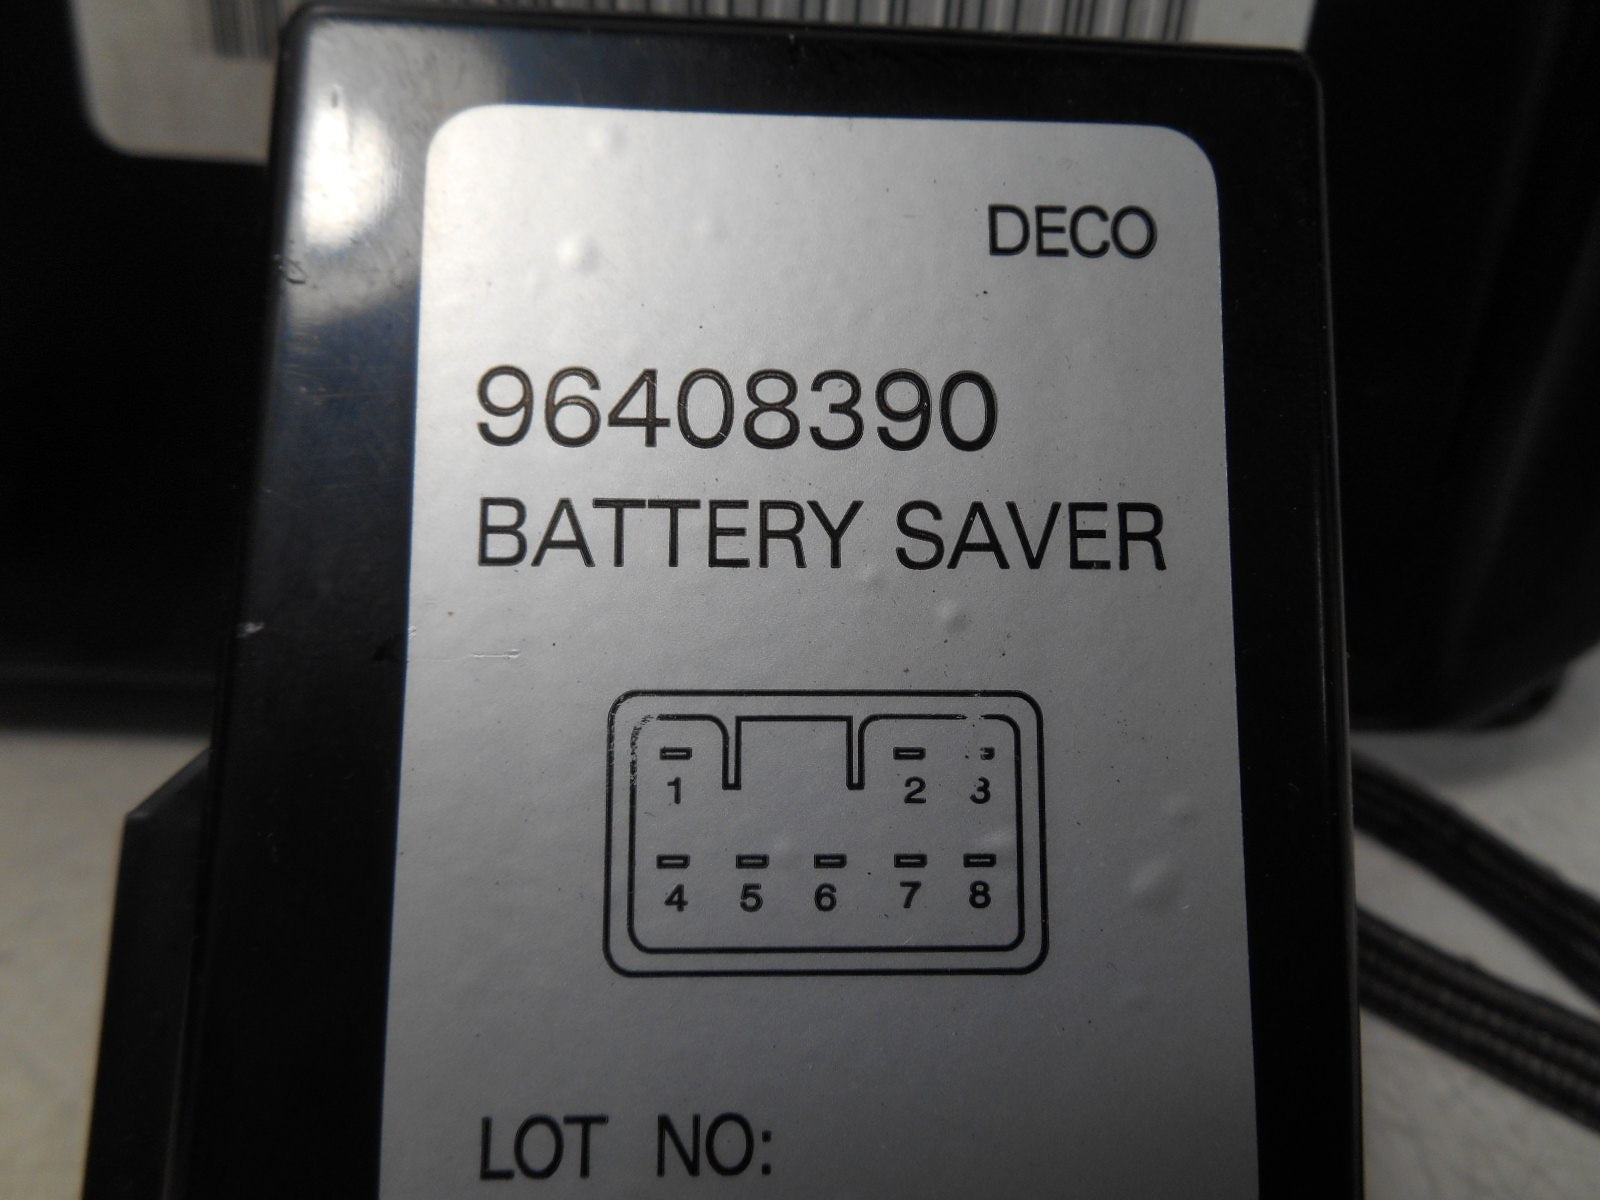 DECO
96408390
BATTERY SAVER
1 2 3
4 5 6 7 8
LOT NO: